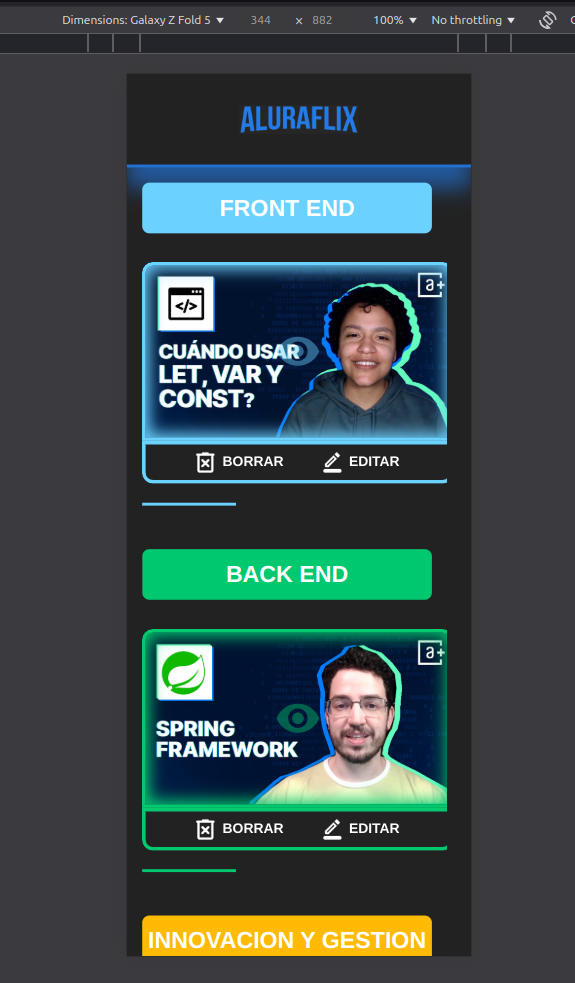 Dimensions: Galaxy Z Fold 5 ▼ 344 × 882 100% ▼ No throttling ▼
ALURAFLIX
FRONT END
a+
</>
CUÁNDO USAR
LET, VAR Y
CONST?
BORRAR EDITAR
BACK END
a+
SPRING
FRAMEWORK
BORRAR EDITAR
INNOVACION Y GESTION